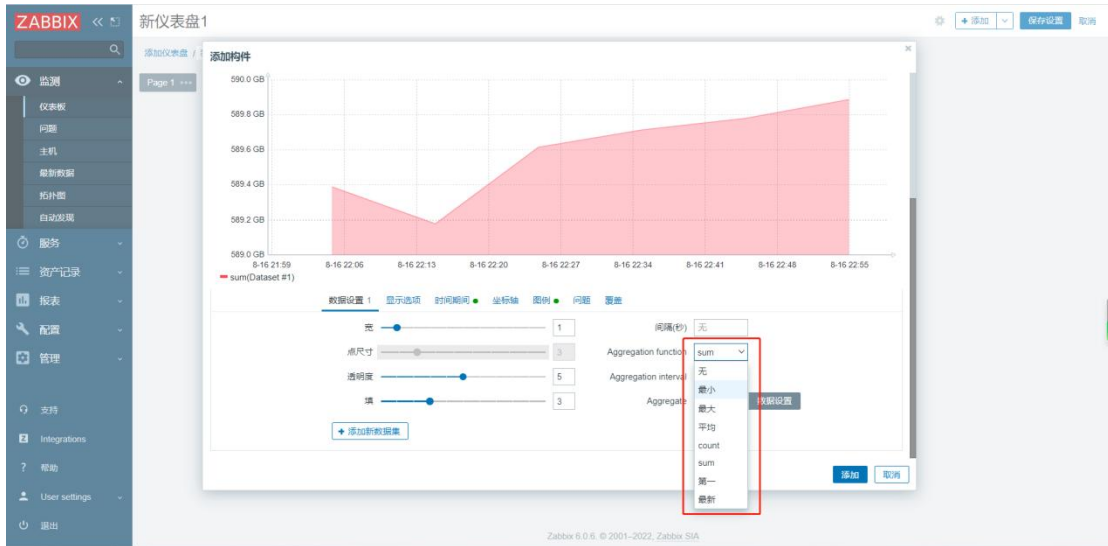 ZABBIX
新仪表盘1
+ 添加
保存设置
取消
添加仪表盘 /
监测
仪表板
问题
主机
最新数据
拓扑图
自动发现
服务
资产记录
报表
配置
管理
支持
Integrations
帮助
User settings
退出
Page 1
添加构件
590.0 GB
589.8 GB
589.6 GB
589.4 GB
589.2 GB
589.0 GB
8-16 21:59
8-16 22:06
8-16 22:13
8-16 22:20
8-16 22:27
8-16 22:34
8-16 22:41
8-16 22:48
8-16 22:55
sum(Dataset #1)
数据设置 1
显示选项
时间期间
坐标轴
图例
问题
覆盖
宽 1
间隔(秒) 无
点尺寸 3
Aggregation function sum
透明度 5
Aggregation interval
填 3
Aggregate
数据设置
无
最小
最大
平均
count
sum
第一
最新
+ 添加新数据集
添加
取消
Zabbix 6.0.6. © 2001–2022, Zabbix SIA